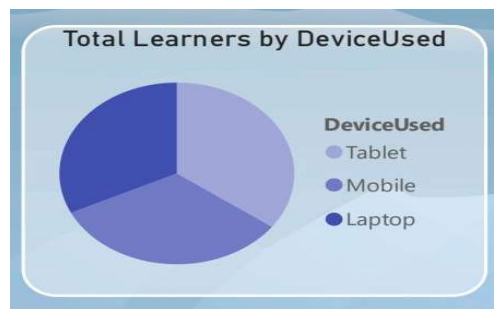 Total Learners by DeviceUsed
DeviceUsed
Tablet
Mobile
Laptop